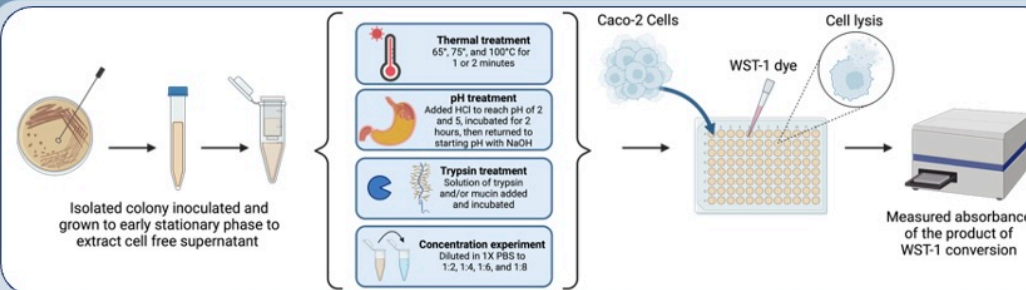 Isolated colony inoculated and
grown to early stationary phase to
extract cell free supernatant
Thermal treatment
65°, 75°, and 100°C for
1 or 2 minutes
pH treatment
Added HCl to reach pH of 2
and 5, incubated for 2
hours, then returned to
starting pH with NaOH
Trypsin treatment
Solution of trypsin
and/or mucin added
and incubated
Concentration experiment
Diluted in 1X PBS to
1:2, 1:4, 1:6, and 1:8
Caco-2 Cells
WST-1 dye
Cell lysis
Measured absorbance
of the product of
WST-1 conversion